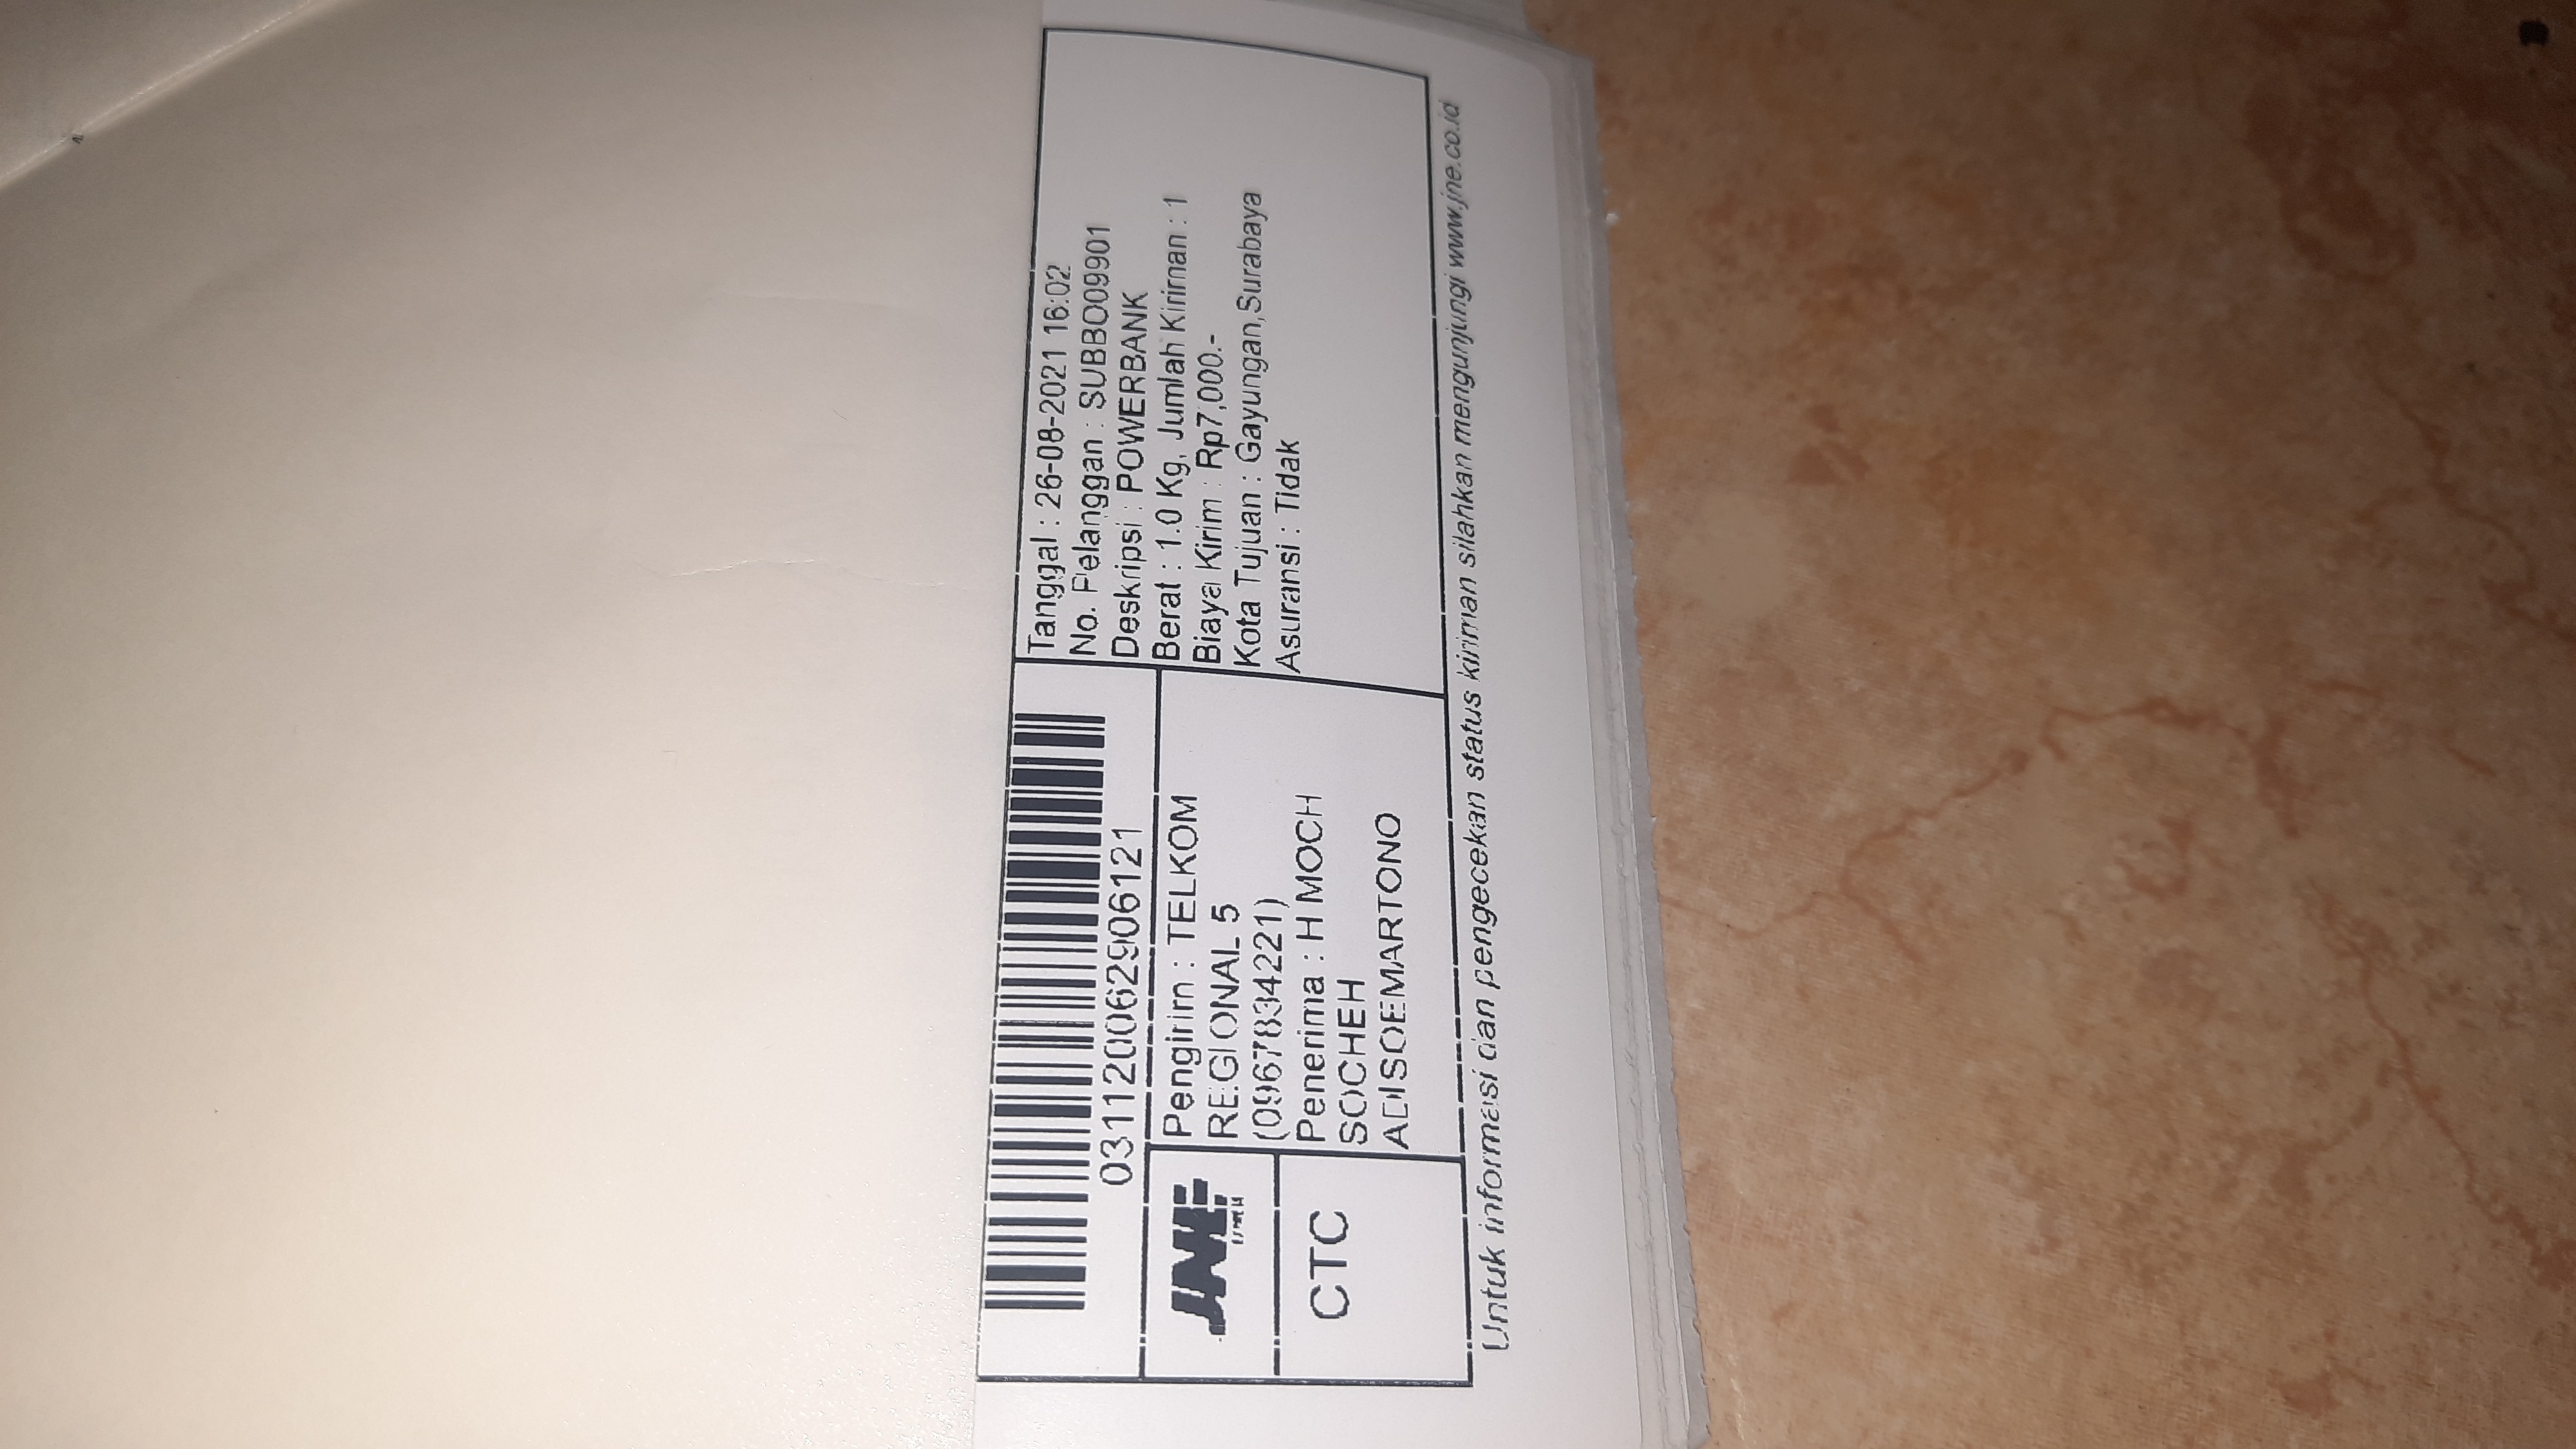 031120062906121
JNE
EXPRESS
CTC
Pengirim : TELKOM
REGIONAL 5
(0967834221)
Penerima : H MOCH
SOCHEH
ADISOEMARTONO
Tanggal : 26-08-2021 16:02
No. Pelanggan : SUBBO09901
Deskripsi : POWERBANK
Berat : 1.0 Kg, Jumlah Kiriman : 1
Biaya Kirim : Rp7,000.-
Kota Tujuan : Gayungan,Surabaya
Asuransi : Tidak
Untuk informasi dan pengecekan status kiriman silahkan mengunjungi www.jne.co.id